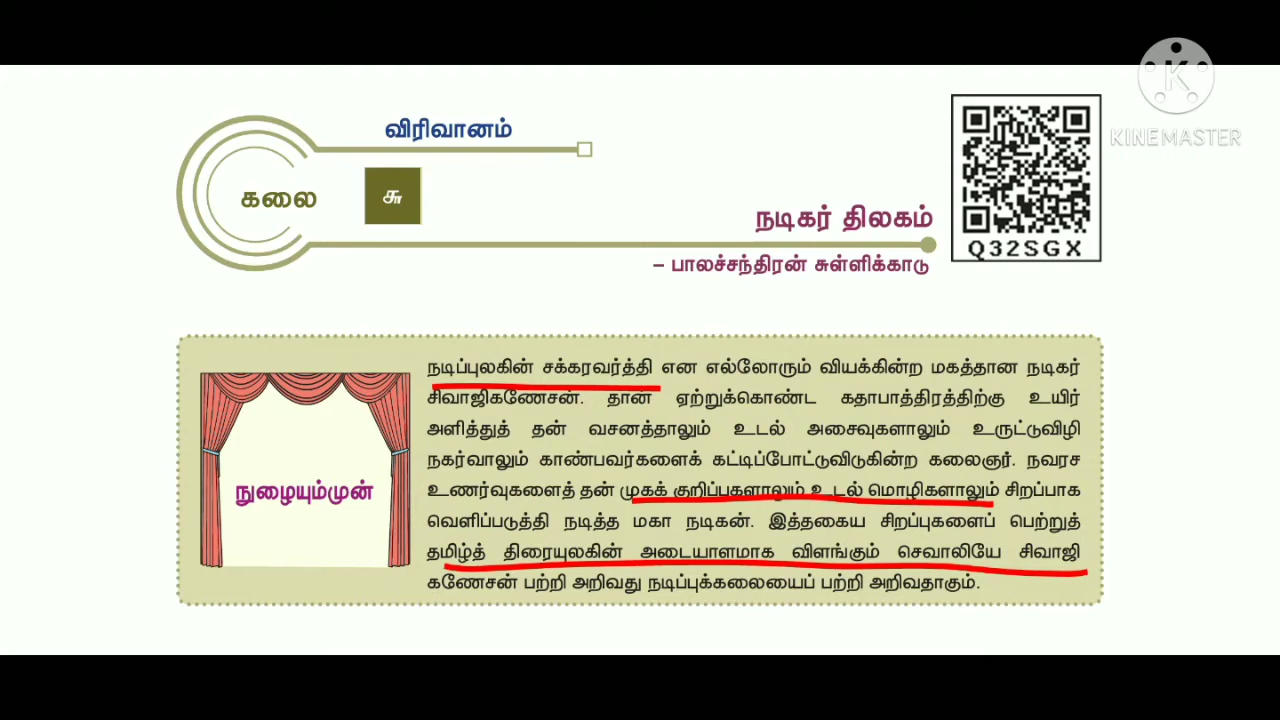 விரிவானம்
கலை
சு
நடிகர் திலகம்
– பாலச்சந்திரன் சுள்ளிக்காடு
Q32SGX
KINEMASTER
நுழையும்முன்
நடிப்புலகின் சக்கரவர்த்தி என எல்லோரும் வியக்கின்ற மகத்தான நடிகர்
சிவாஜிகணேசன். தான் ஏற்றுக்கொண்ட கதாபாத்திரத்திற்கு உயிர்
அளித்துத் தன் வசனத்தாலும் உடல் அசைவுகளாலும் உருட்டுவிழி
நகர்வாலும் காண்பவர்களைக் கட்டிப்போட்டுவிடுகின்ற கலைஞர். நவரச
உணர்வுகளைத் தன் முகக் குறிப்புகளாலும் உடல் மொழிகளாலும் சிறப்பாக
வெளிப்படுத்தி நடித்த மகா நடிகன். இத்தகைய சிறப்புகளைப் பெற்றுத்
தமிழ்த் திரையுலகின் அடையாளமாக விளங்கும் செவாலியே சிவாஜி
கணேசன் பற்றி அறிவது நடிப்புக்கலையைப் பற்றி அறிவதாகும்.